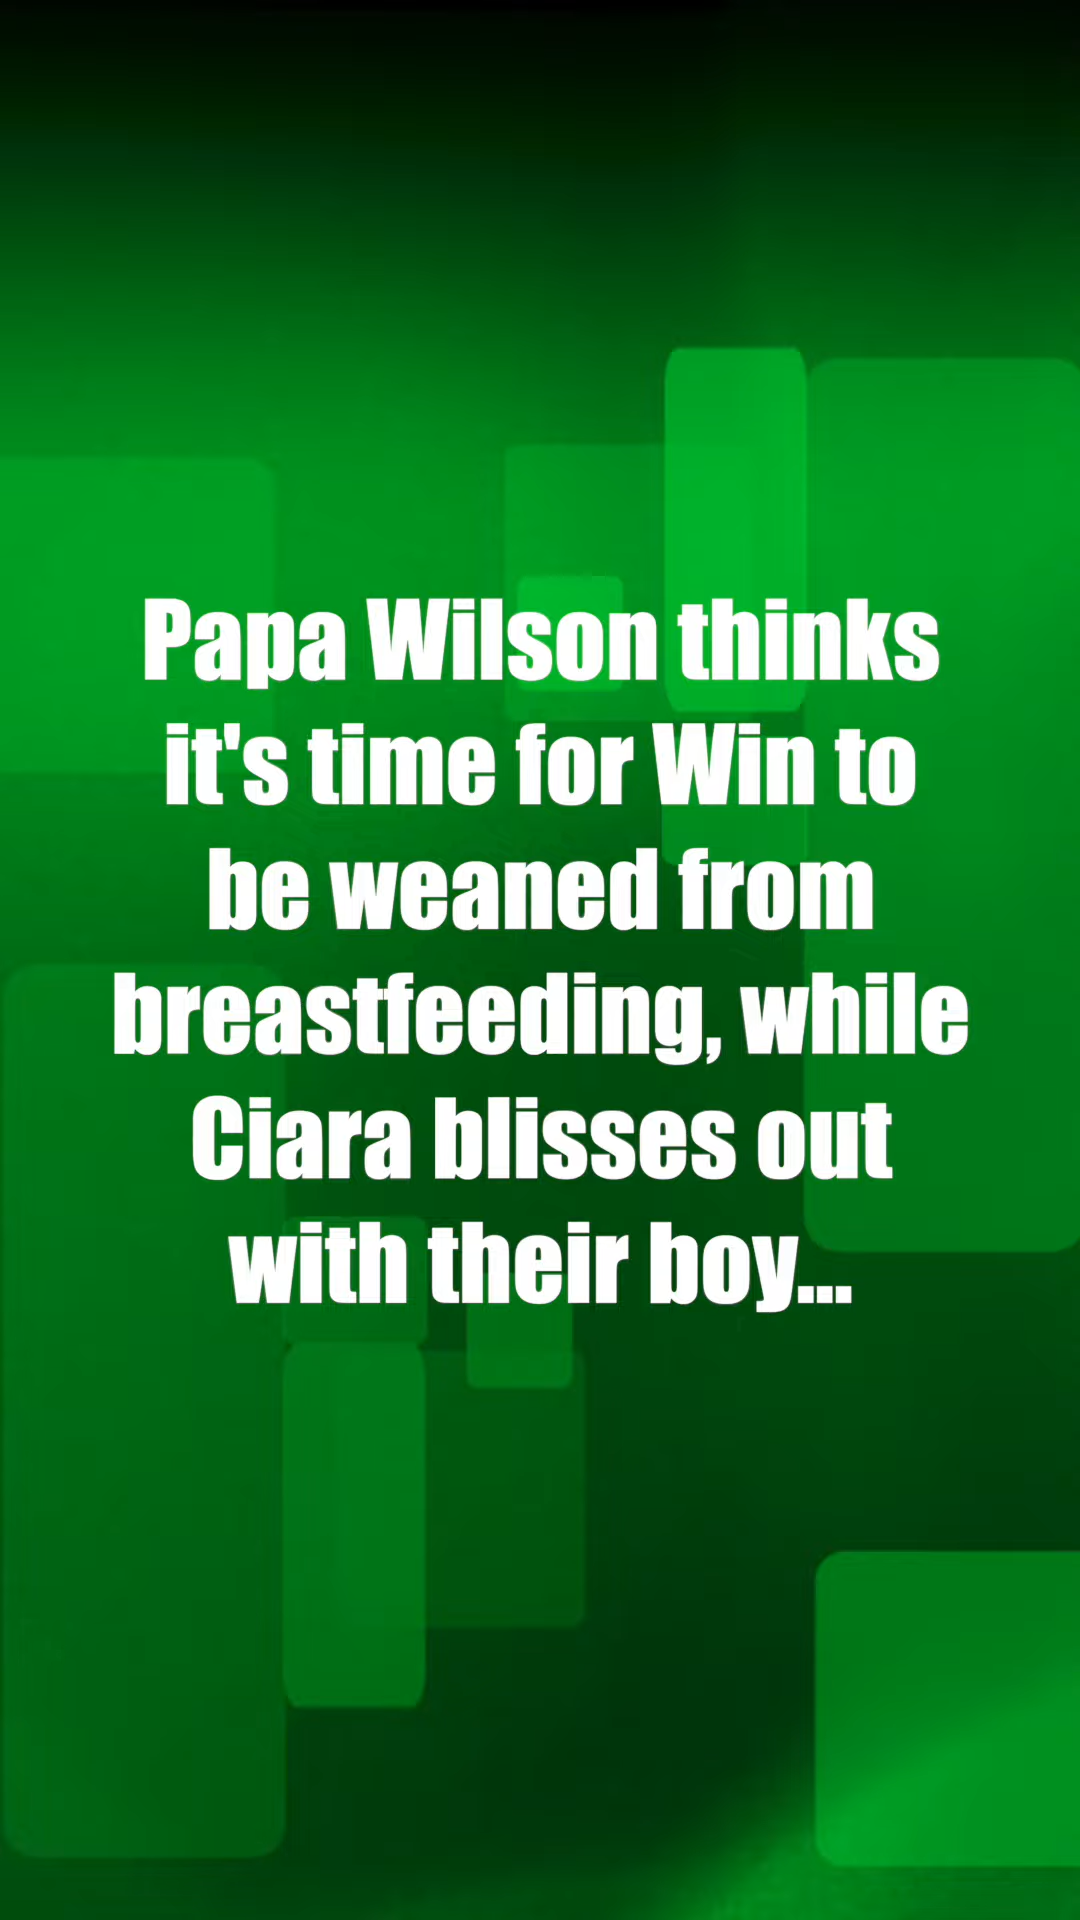 Papa Wilson thinks
it's time for Win to
be weaned from
breastfeeding, while
Ciara blisses out
with their boy...